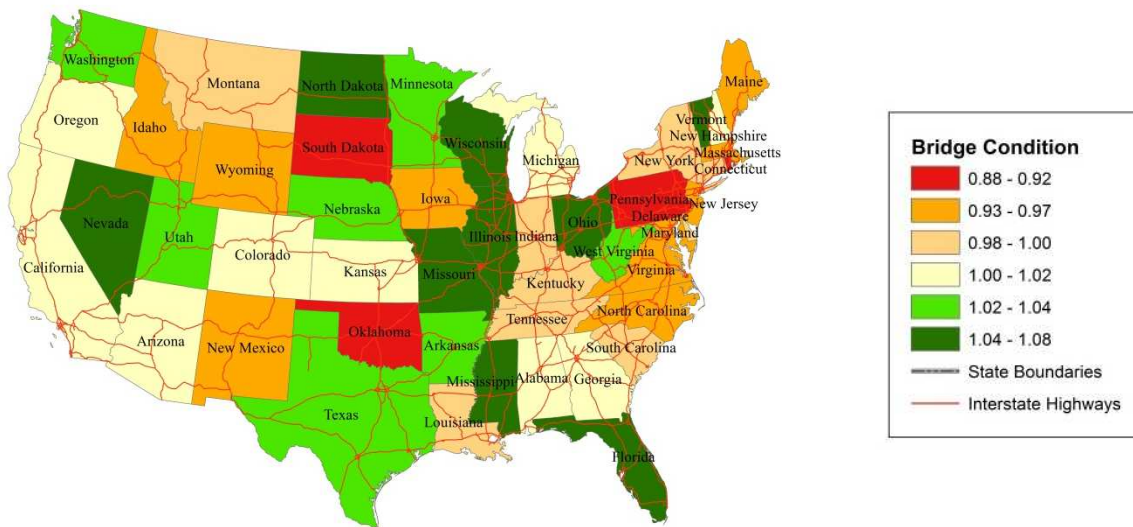 Washington
Montana
North Dakota
Minnesota
Maine
Oregon
Idaho
Wyoming
South Dakota
Wisconsin
Michigan
Vermont
New Hampshire
New York
Massachusetts
Connecticut
Nevada
Utah
Nebraska
Iowa
Pennsylvania
New Jersey
Delaware
Maryland
Ohio
Illinois
Indiana
West Virginia
Virginia
California
Colorado
Kansas
Missouri
Kentucky
North Carolina
Tennessee
South Carolina
Arizona
New Mexico
Oklahoma
Arkansas
Mississippi
Alabama
Georgia
Texas
Louisiana
Florida
Bridge Condition
0.88 - 0.92
0.93 - 0.97
0.98 - 1.00
1.00 - 1.02
1.02 - 1.04
1.04 - 1.08
State Boundaries
Interstate Highways